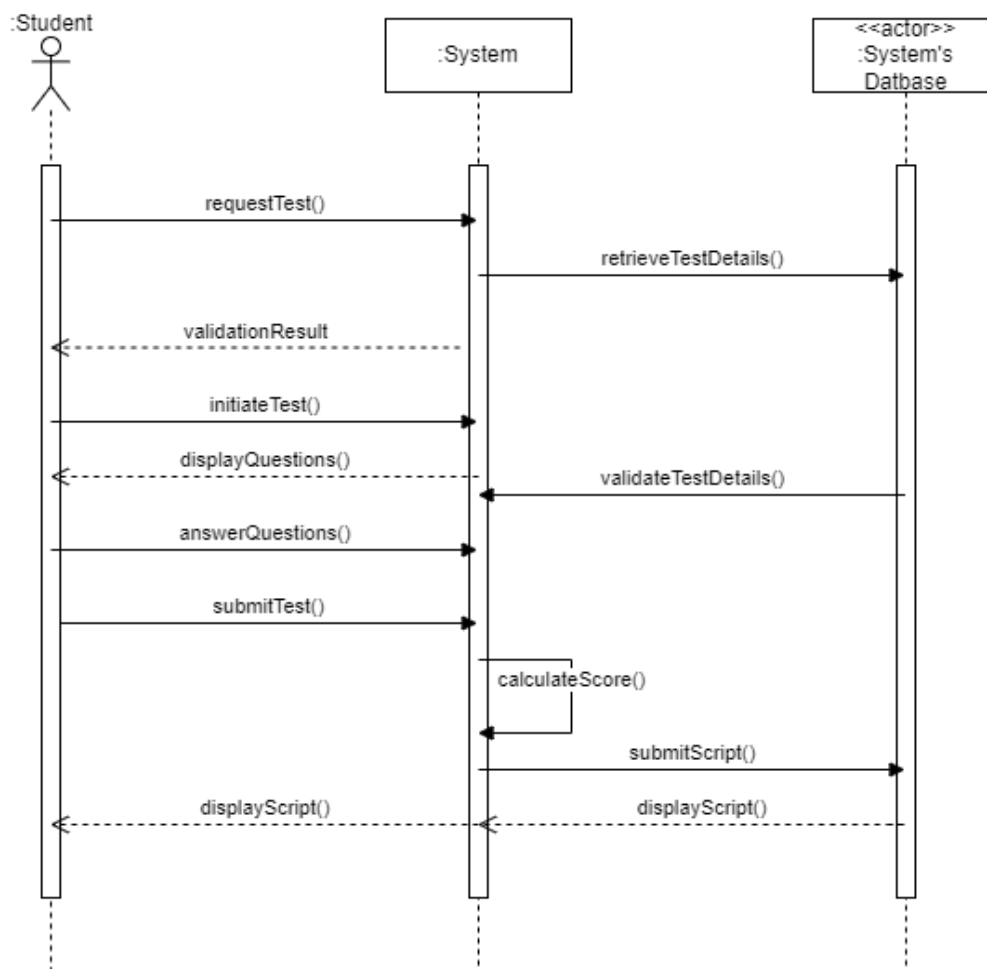 :Student
:System
<<actor>>
:System's
Datbase
requestTest()
retrieveTestDetails()
validationResult
initiateTest()
displayQuestions()
validateTestDetails()
answerQuestions()
submitTest()
calculateScore()
submitScript()
displayScript()
displayScript()